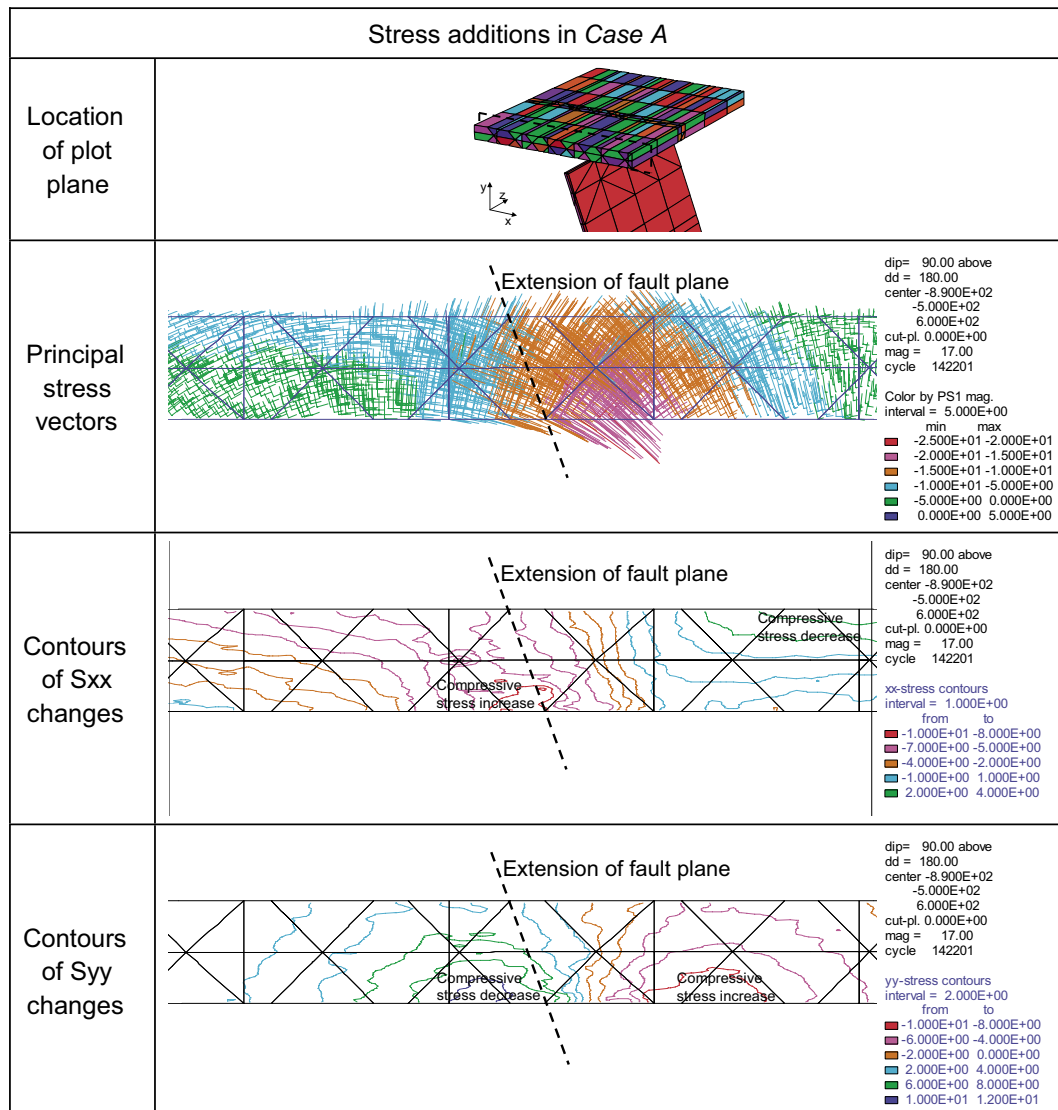 Stress additions in Case A
Location
of plot
plane
y
z
x
Principal
stress
vectors
Extension of fault plane
dip= 90.00 above
dd = 180.00
center -8.900E+02
-5.000E+02
6.000E+02
cut-pl. 0.000E+00
mag = 17.00
cycle 142201
Color by PS1 mag.
interval = 5.000E+00
min max
-2.500E+01 -2.000E+01
-2.000E+01 -1.500E+01
-1.500E+01 -1.000E+01
-1.000E+01 -5.000E+00
-5.000E+00 0.000E+00
0.000E+00 5.000E+00
Contours
of Sxx
changes
Extension of fault plane
Compressive
stress decrease
Compressive
stress increase
dip= 90.00 above
dd = 180.00
center -8.900E+02
-5.000E+02
6.000E+02
cut-pl. 0.000E+00
mag = 17.00
cycle 142201
xx-stress contours
interval = 1.000E+00
from to
-1.000E+01 -8.000E+00
-7.000E+00 -5.000E+00
-4.000E+00 -2.000E+00
-1.000E+00 1.000E+00
2.000E+00 4.000E+00
Contours
of Syy
changes
Extension of fault plane
Compressive
stress decrease
Compressive
stress increase
dip= 90.00 above
dd = 180.00
center -8.900E+02
-5.000E+02
6.000E+02
cut-pl. 0.000E+00
mag = 17.00
cycle 142201
yy-stress contours
interval = 2.000E+00
from to
-1.000E+01 -8.000E+00
-6.000E+00 -4.000E+00
-2.000E+00 0.000E+00
2.000E+00 4.000E+00
6.000E+00 8.000E+00
1.000E+01 1.200E+01